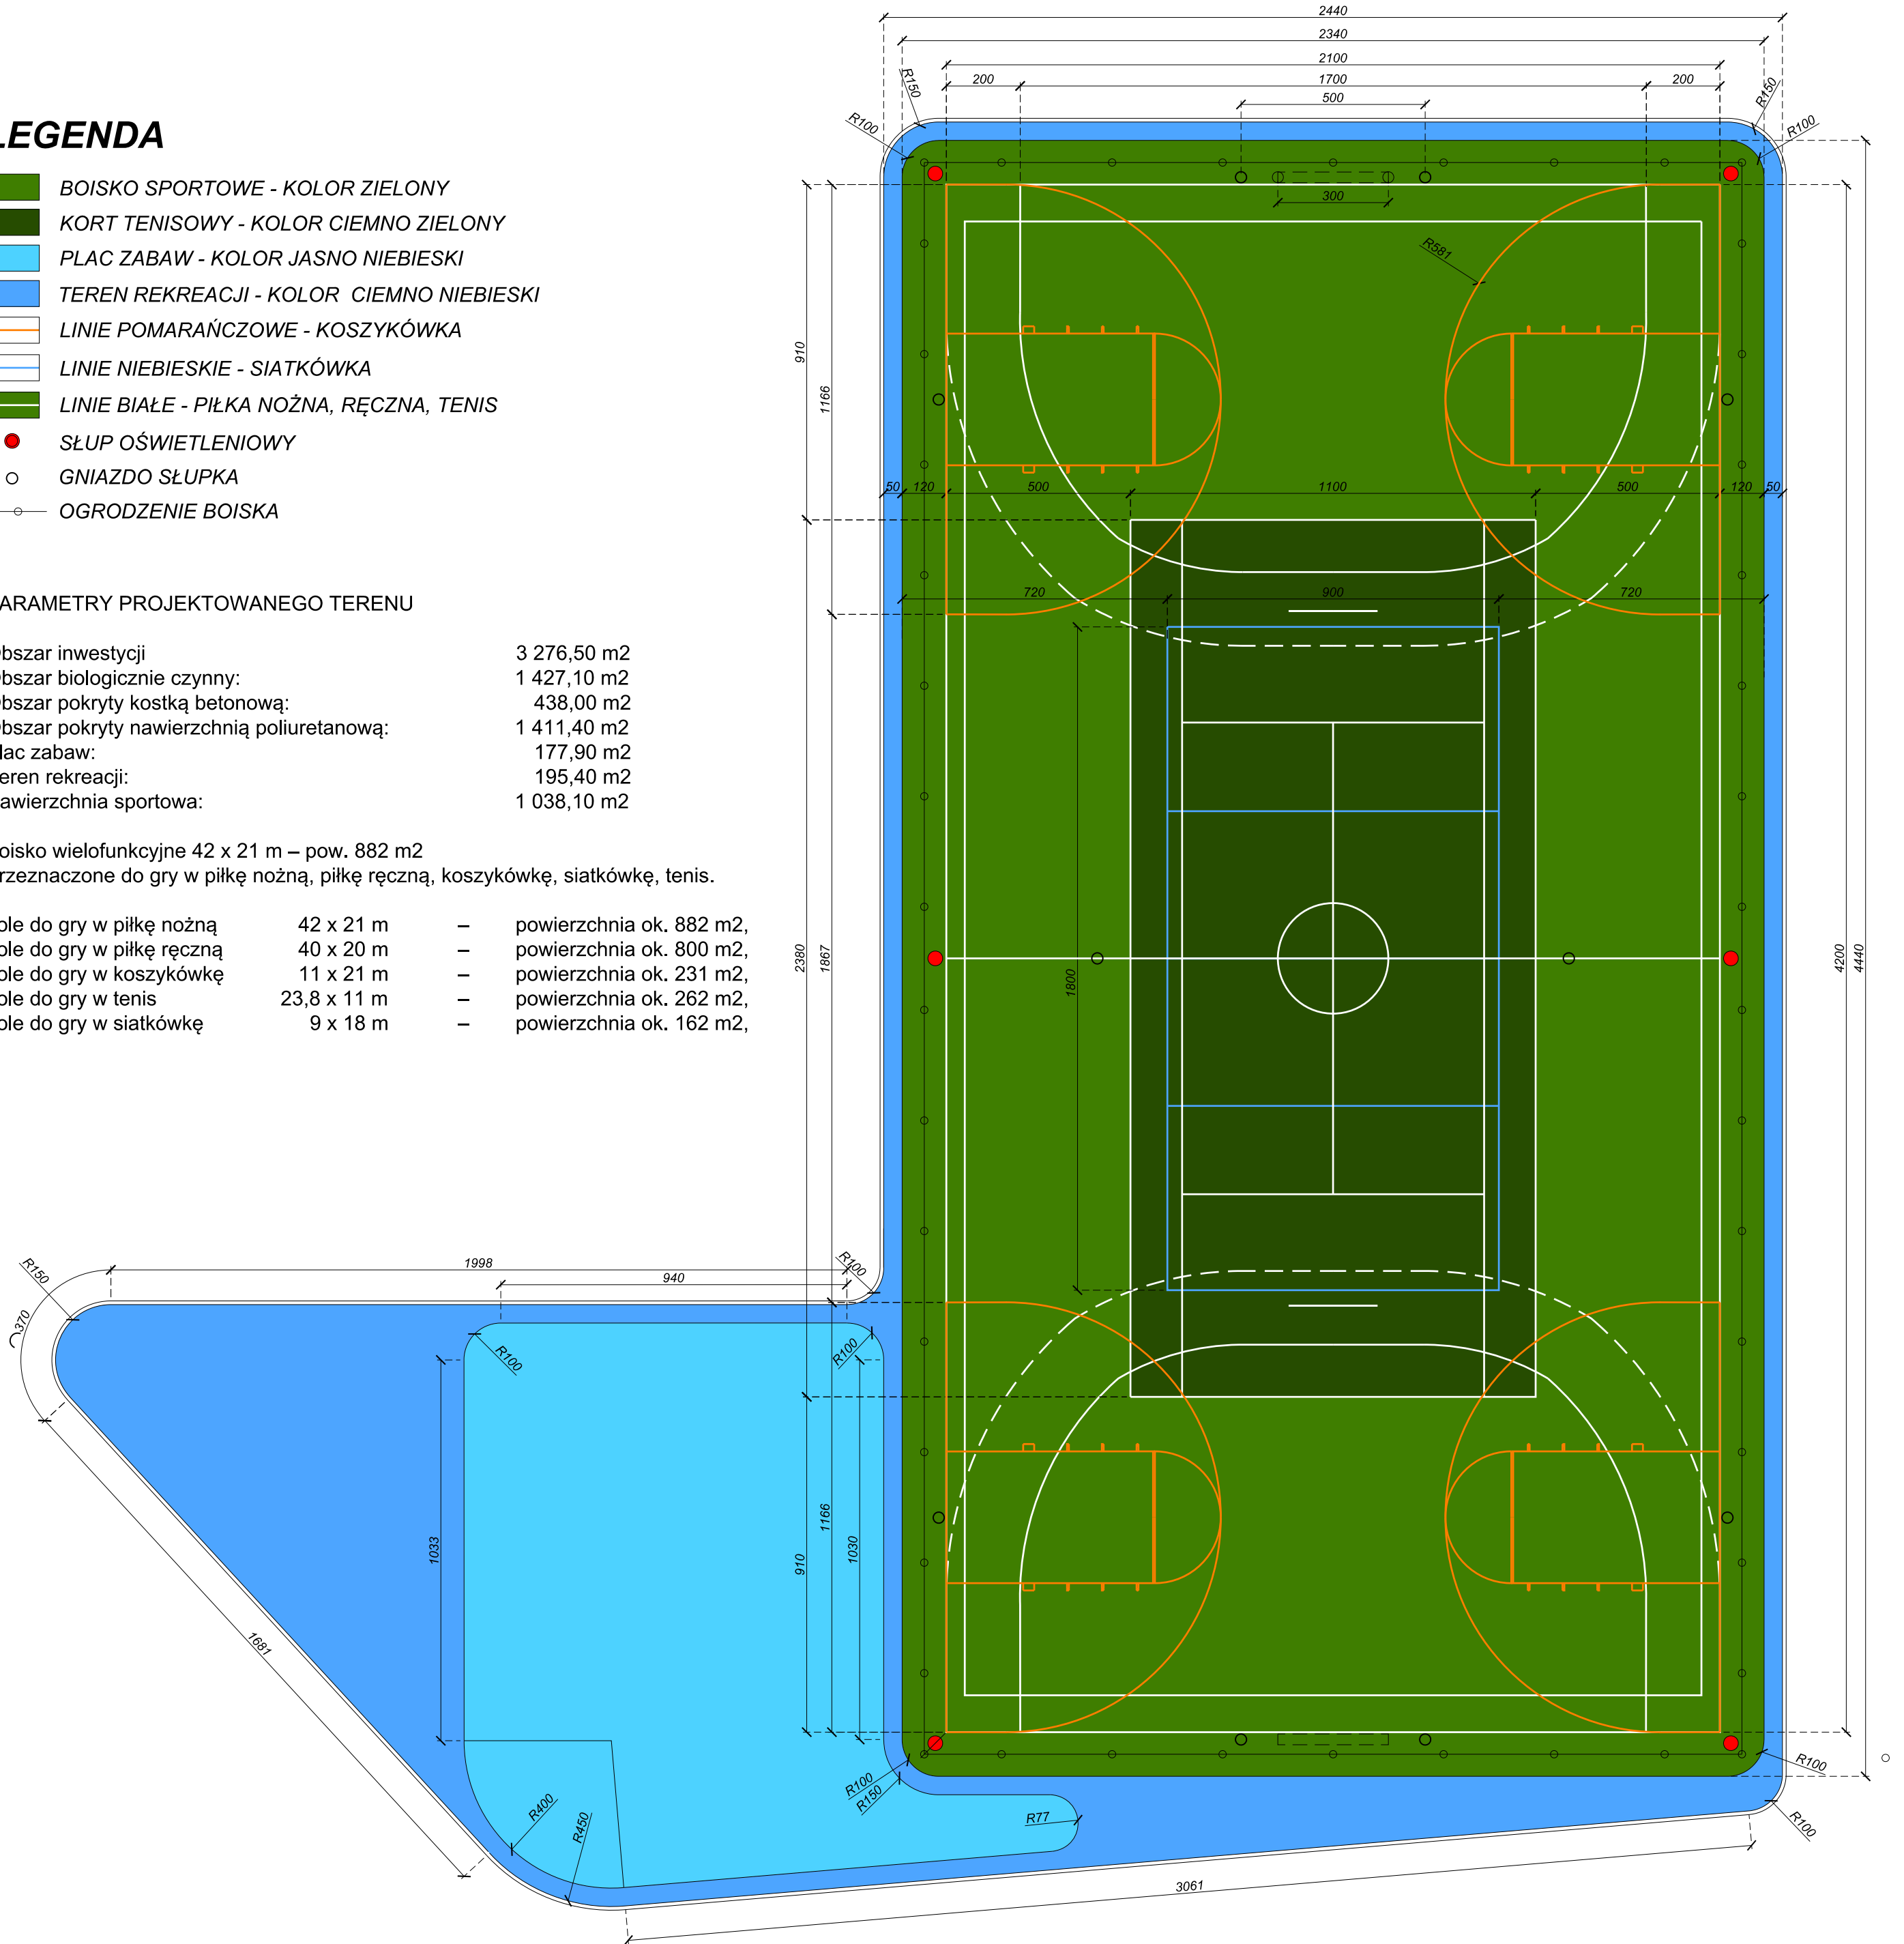 LEGENDA
BOISKO SPORTOWE - KOLOR ZIELONY
KORT TENISOWY - KOLOR CIEMNO ZIELONY
PLAC ZABAW - KOLOR JASNO NIEBIESKI
TEREN REKREACJI - KOLOR CIEMNO NIEBIESKI
LINIE POMARAŃCZOWE - KOSZYKÓWKA
LINIE NIEBIESKIE - SIATKÓWKA
LINIE BIAŁE - PIŁKA NOŻNA, RĘCZNA, TENIS
SŁUP OŚWIETLENIOWY
GNIAZDO SŁUPKA
OGRODZENIE BOISKA
ARAMETRY PROJEKTOWANEGO TERENU
bszar inwestycji 3 276,50 m2
bszar biologicznie czynny: 1 427,10 m2
bszar pokryty kostką betonową: 438,00 m2
bszar pokryty nawierzchnią poliuretanową: 1 411,40 m2
lac zabaw: 177,90 m2
eren rekreacji: 195,40 m2
awierzchnia sportowa: 1 038,10 m2
oisko wielofunkcyjne 42 x 21 m – pow. 882 m2
rzeznaczone do gry w piłkę nożną, piłkę ręczną, koszykówkę, siatkówkę, tenis.
ole do gry w piłkę nożną 42 x 21 m – powierzchnia ok. 882 m2,
ole do gry w piłkę ręczną 40 x 20 m – powierzchnia ok. 800 m2,
ole do gry w koszykówkę 11 x 21 m – powierzchnia ok. 231 m2,
ole do gry w tenis 23,8 x 11 m – powierzchnia ok. 262 m2,
ole do gry w siatkówkę 9 x 18 m – powierzchnia ok. 162 m2,
2440
2340
2100
200 1700 200
500
R150
R150
R100
R100
300
R581
910
1166
50 120 500 1100 500 120 50
720 900 720
2380
1867
1800
4200
4440
1998
940
R100
R150
370
R100
R100
1033
1030
1166
910
1681
R100
R150
R400
R450
R77
R100
R100
3061